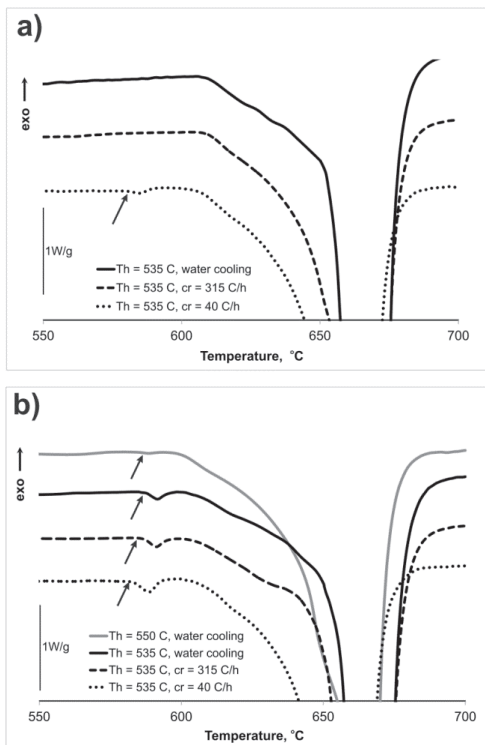 a)
exo
1W/g
Th = 535 C, water cooling
Th = 535 C, cr = 315 C/h
Th = 535 C, cr = 40 C/h
550 600 650 700
Temperature, °C
b)
exo
1W/g
Th = 550 C, water cooling
Th = 535 C, water cooling
Th = 535 C, cr = 315 C/h
Th = 535 C, cr = 40 C/h
550 600 650 700
Temperature, °C